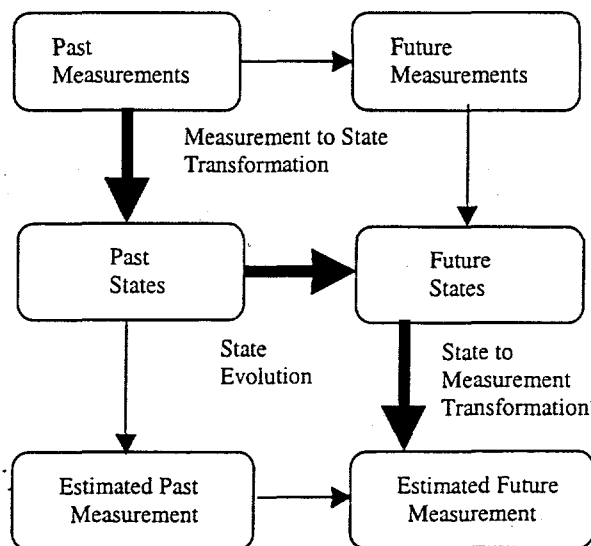 Past
Measurements
Future
Measurements
Measurement to State
Transformation
Past
States
Future
States
State
Evolution
State to
Measurement
Transformation
Estimated Past
Measurement
Estimated Future
Measurement